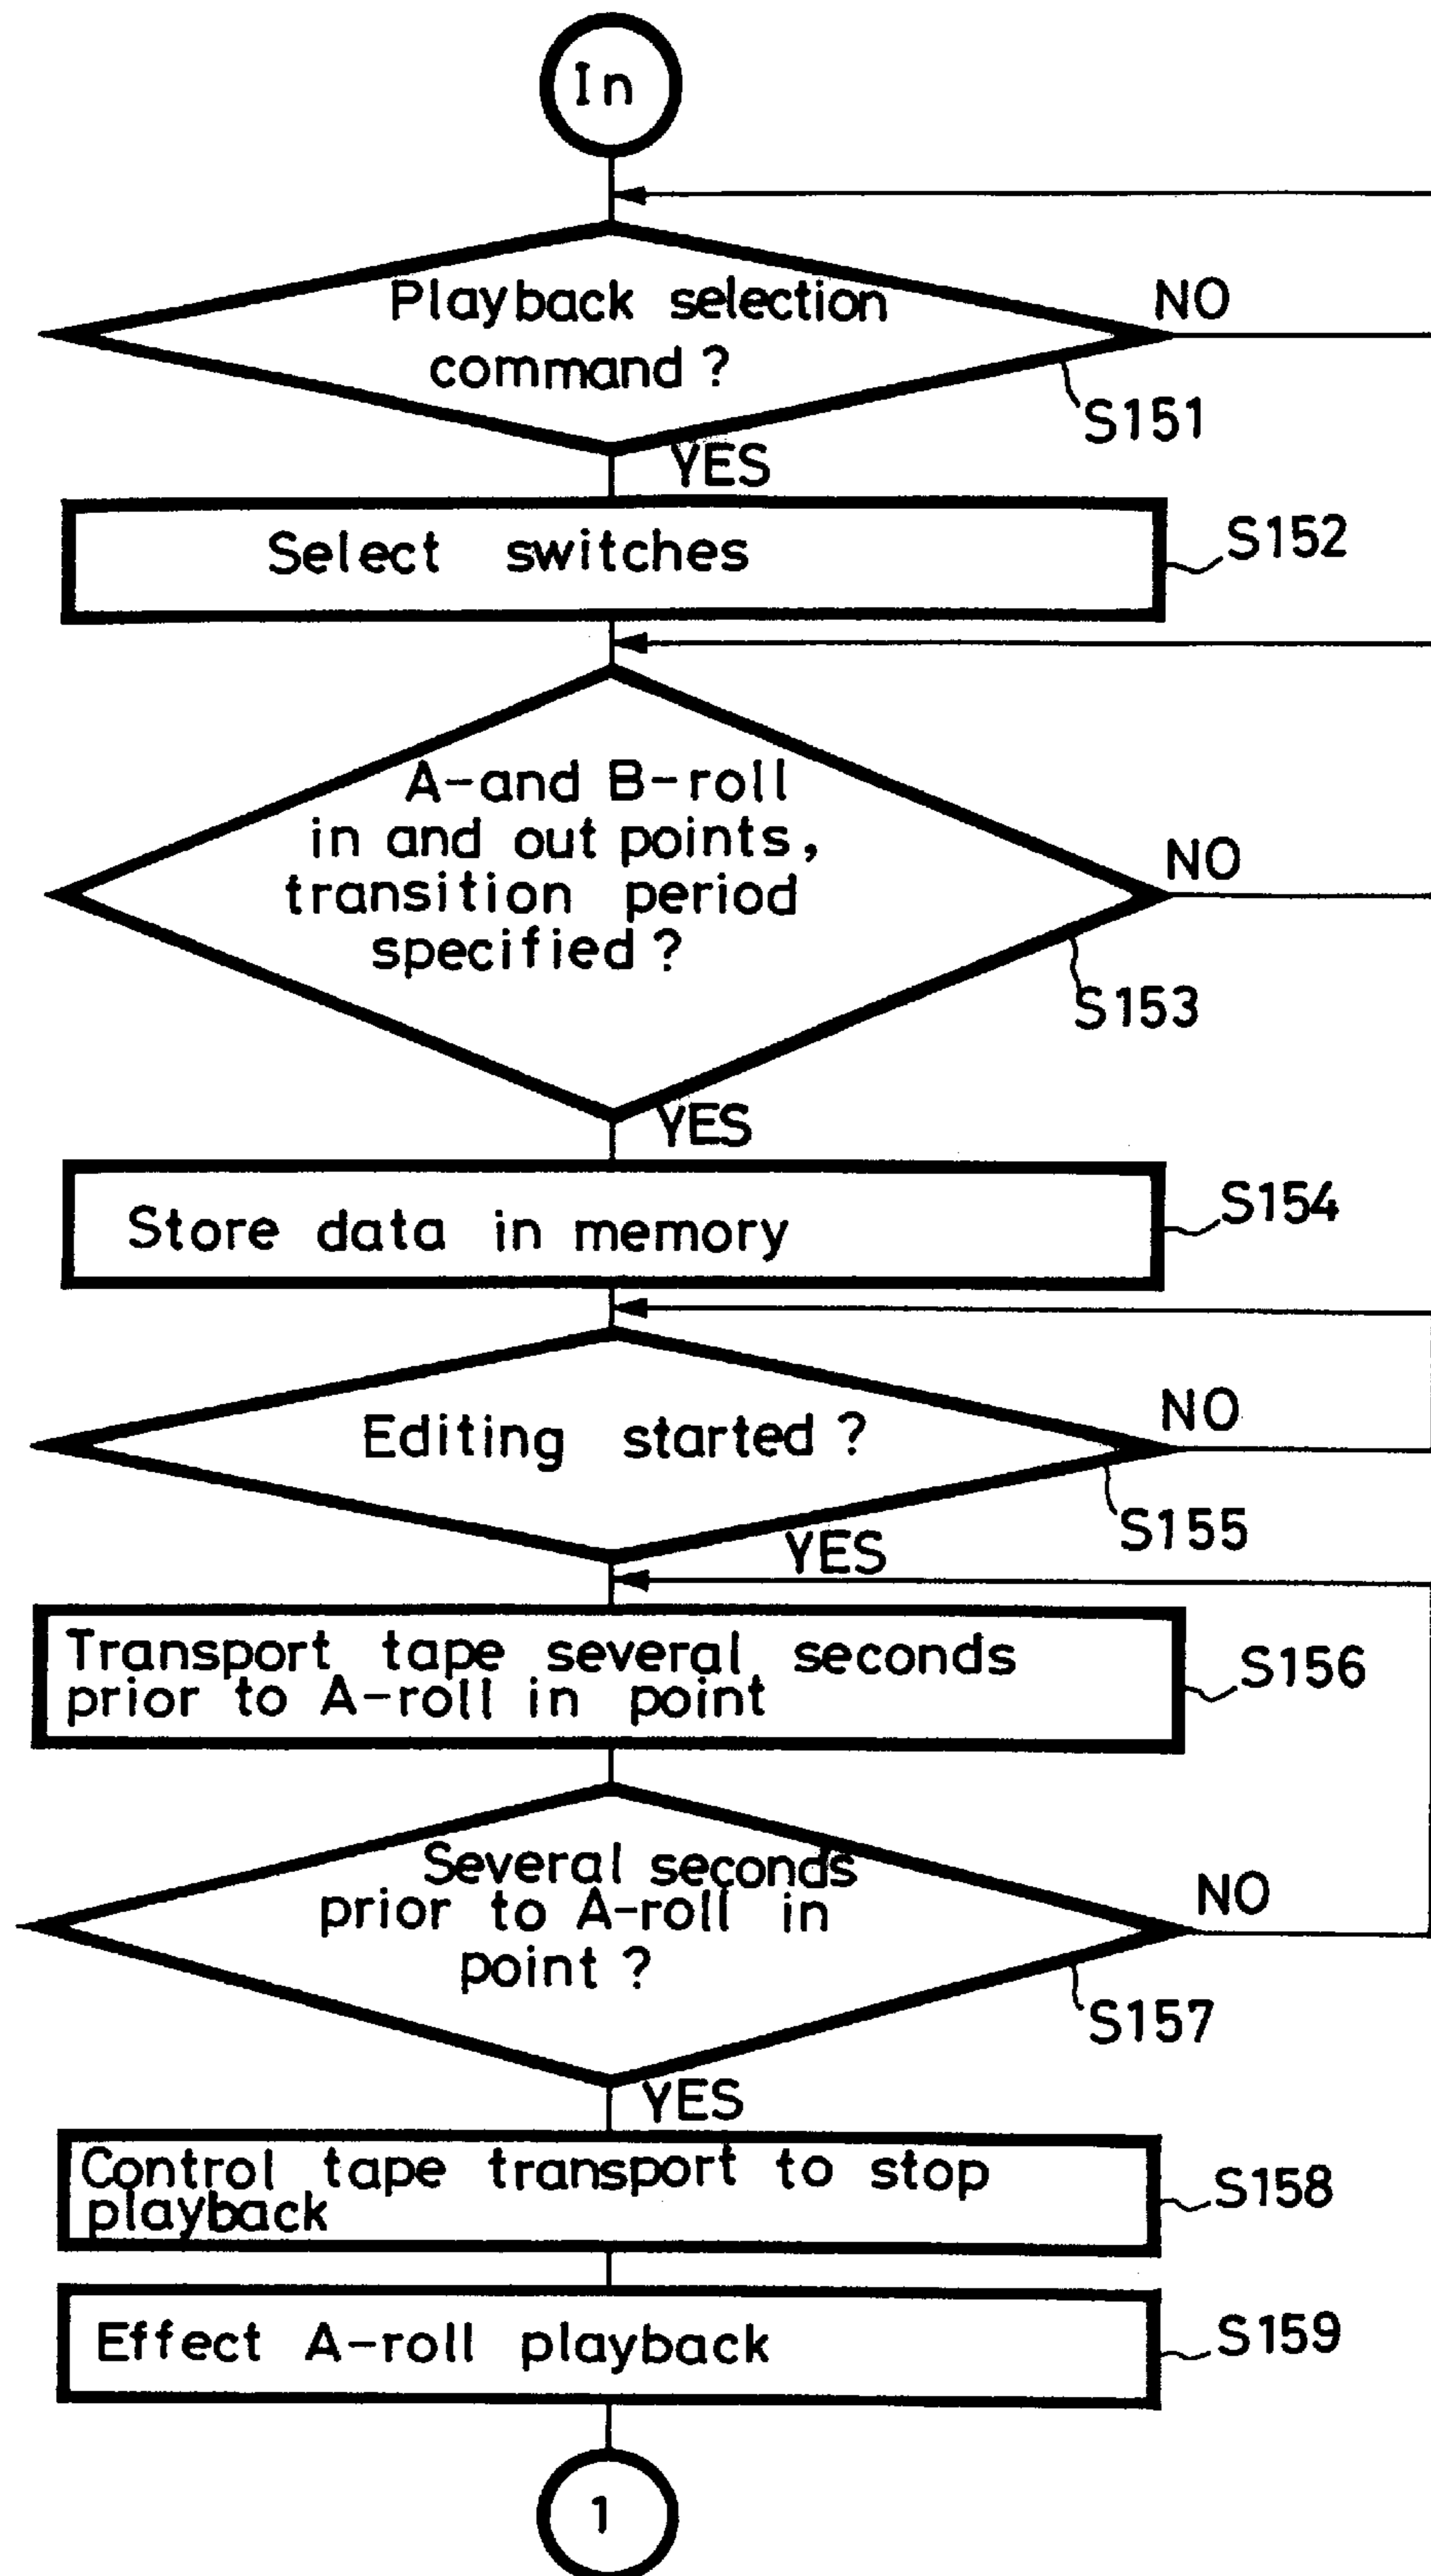 In
Playback selection
command ?
NO
S151
YES
Select switches
S152
A-and B-roll
in and out points,
transition period
specified ?
NO
S153
YES
Store data in memory
S154
Editing started ?
NO
S155
YES
Transport tape several seconds
prior to A-roll in point
S156
Several seconds
prior to A-roll in
point ?
NO
S157
YES
Control tape transport to stop
playback
S158
Effect A-roll playback
S159
1